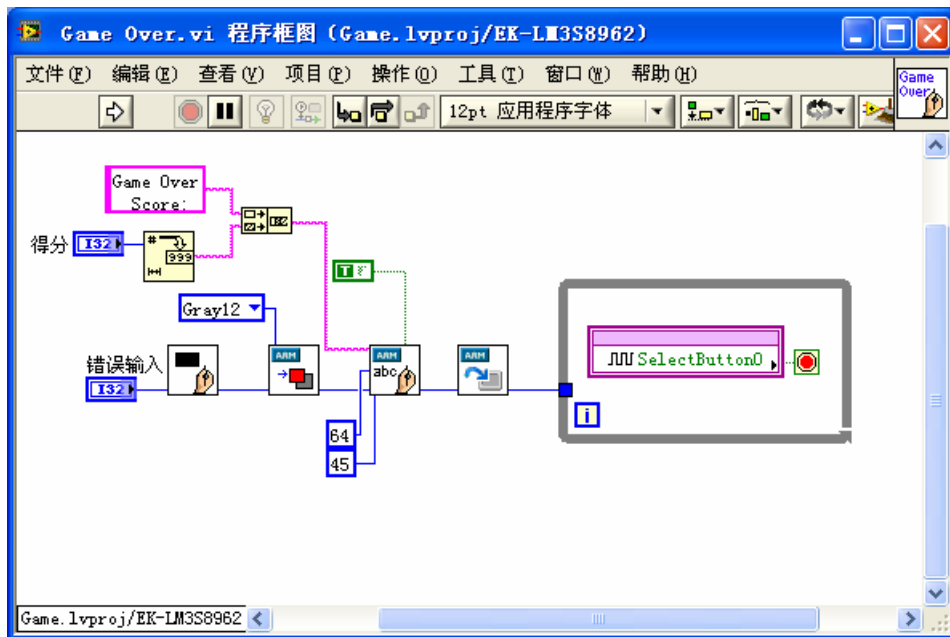 Game Over.vi 程序框图 (Game.lvproj/EK-LM3S8962)
文件(F) 编辑(E) 查看(V) 项目(P) 操作(O) 工具(T) 窗口(W) 帮助(H)
Game
Over
12pt 应用程序字体
Game Over
Score:
得分 I32
#
999
T
Gray12
错误输入
I32
ARM
ARM
abc
ARM
64
45
SelectButton0
i
Game.lvproj/EK-LM3S8962